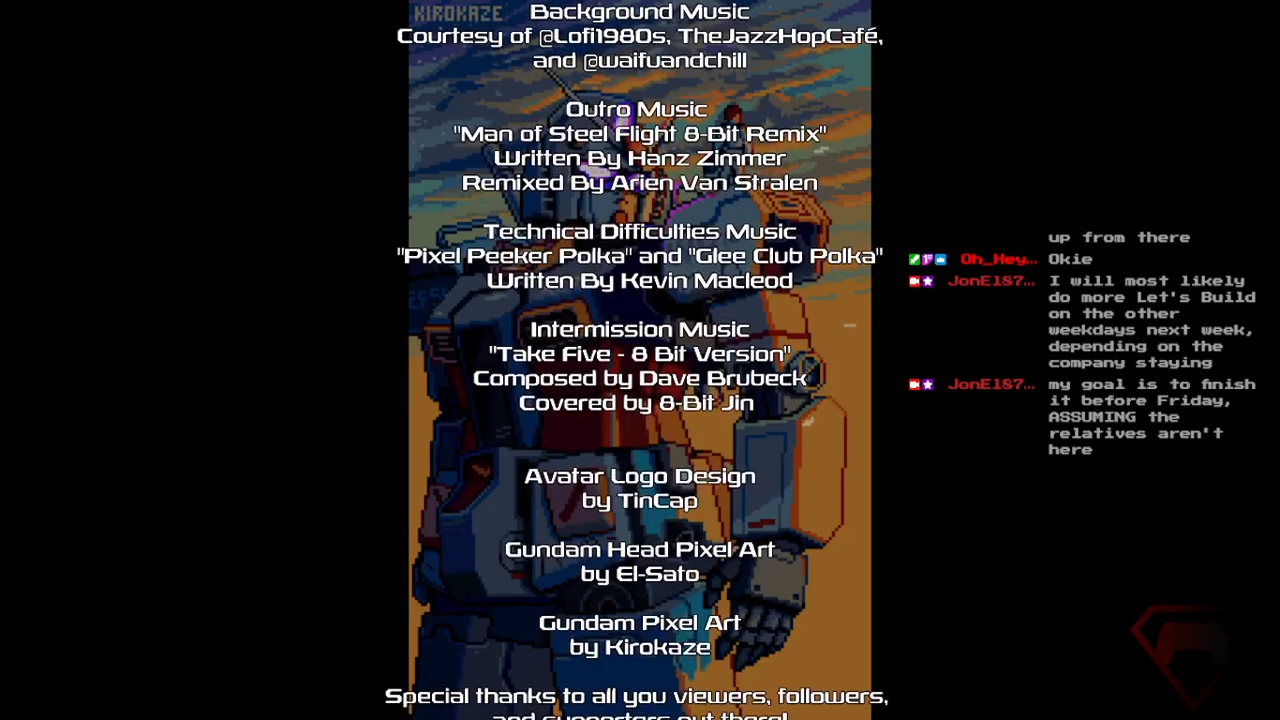 KIROKAZE
Background Music
Courtesy of @Lofi1980s, TheJazzHopCafé,
and @waifuandchill
Outro Music
"Man of Steel Flight 8-Bit Remix"
Written By Hanz Zimmer
Remixed By Arien Van Stralen
Technical Difficulties Music
"Pixel Peeker Polka" and "Glee Club Polka"
Written By Kevin Macleod
Intermission Music
"Take Five - 8 Bit Version"
Composed by Dave Brubeck
Covered by 8-Bit Jin
Avatar Logo Design
by TinCap
Gundam Head Pixel Art
by El-Sato
Gundam Pixel Art
by Kirokaze
Special thanks to all you viewers, followers,
and supporters out there!
up from there
Oh_Hey... Okie
JonEl87... I will most likely
do more Let's Build
on the other
weekdays next week,
depending on the
company staying
JonEl87... my goal is to finish
it before Friday,
ASSUMING the
relatives aren't
here